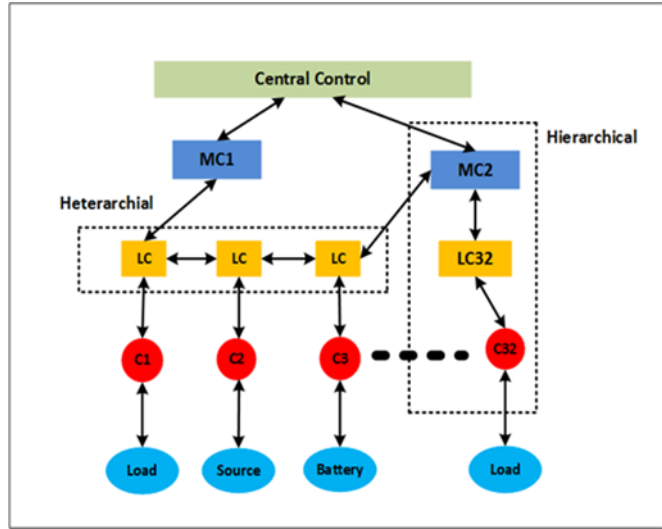 Central Control
Hierarchical
MC1
MC2
Heterarchial
LC
LC
LC
LC32
C1
C2
C3
C32
Load
Source
Battery
Load